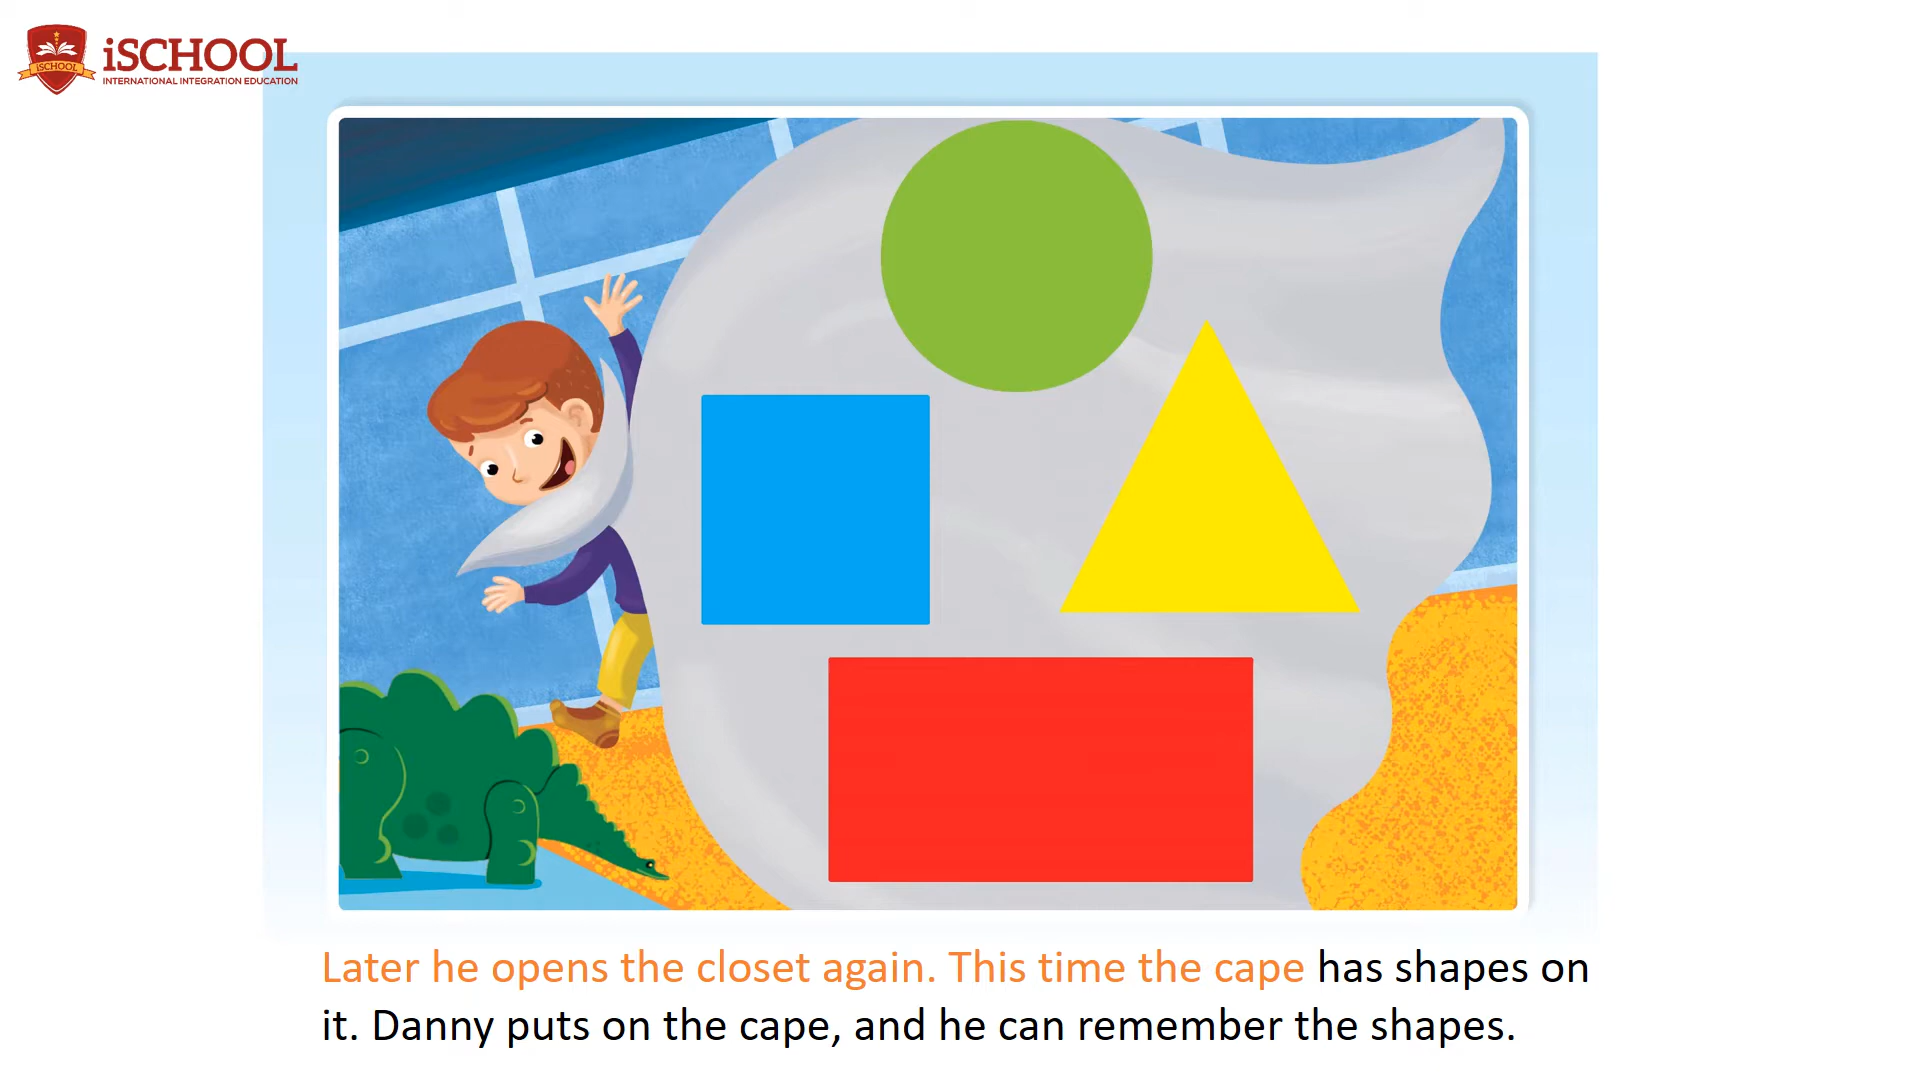 iSCHOOL
iSCHOOL
INTERNATIONAL INTEGRATION EDUCATION
Later he opens the closet again. This time the cape has shapes on
it. Danny puts on the cape, and he can remember the shapes.